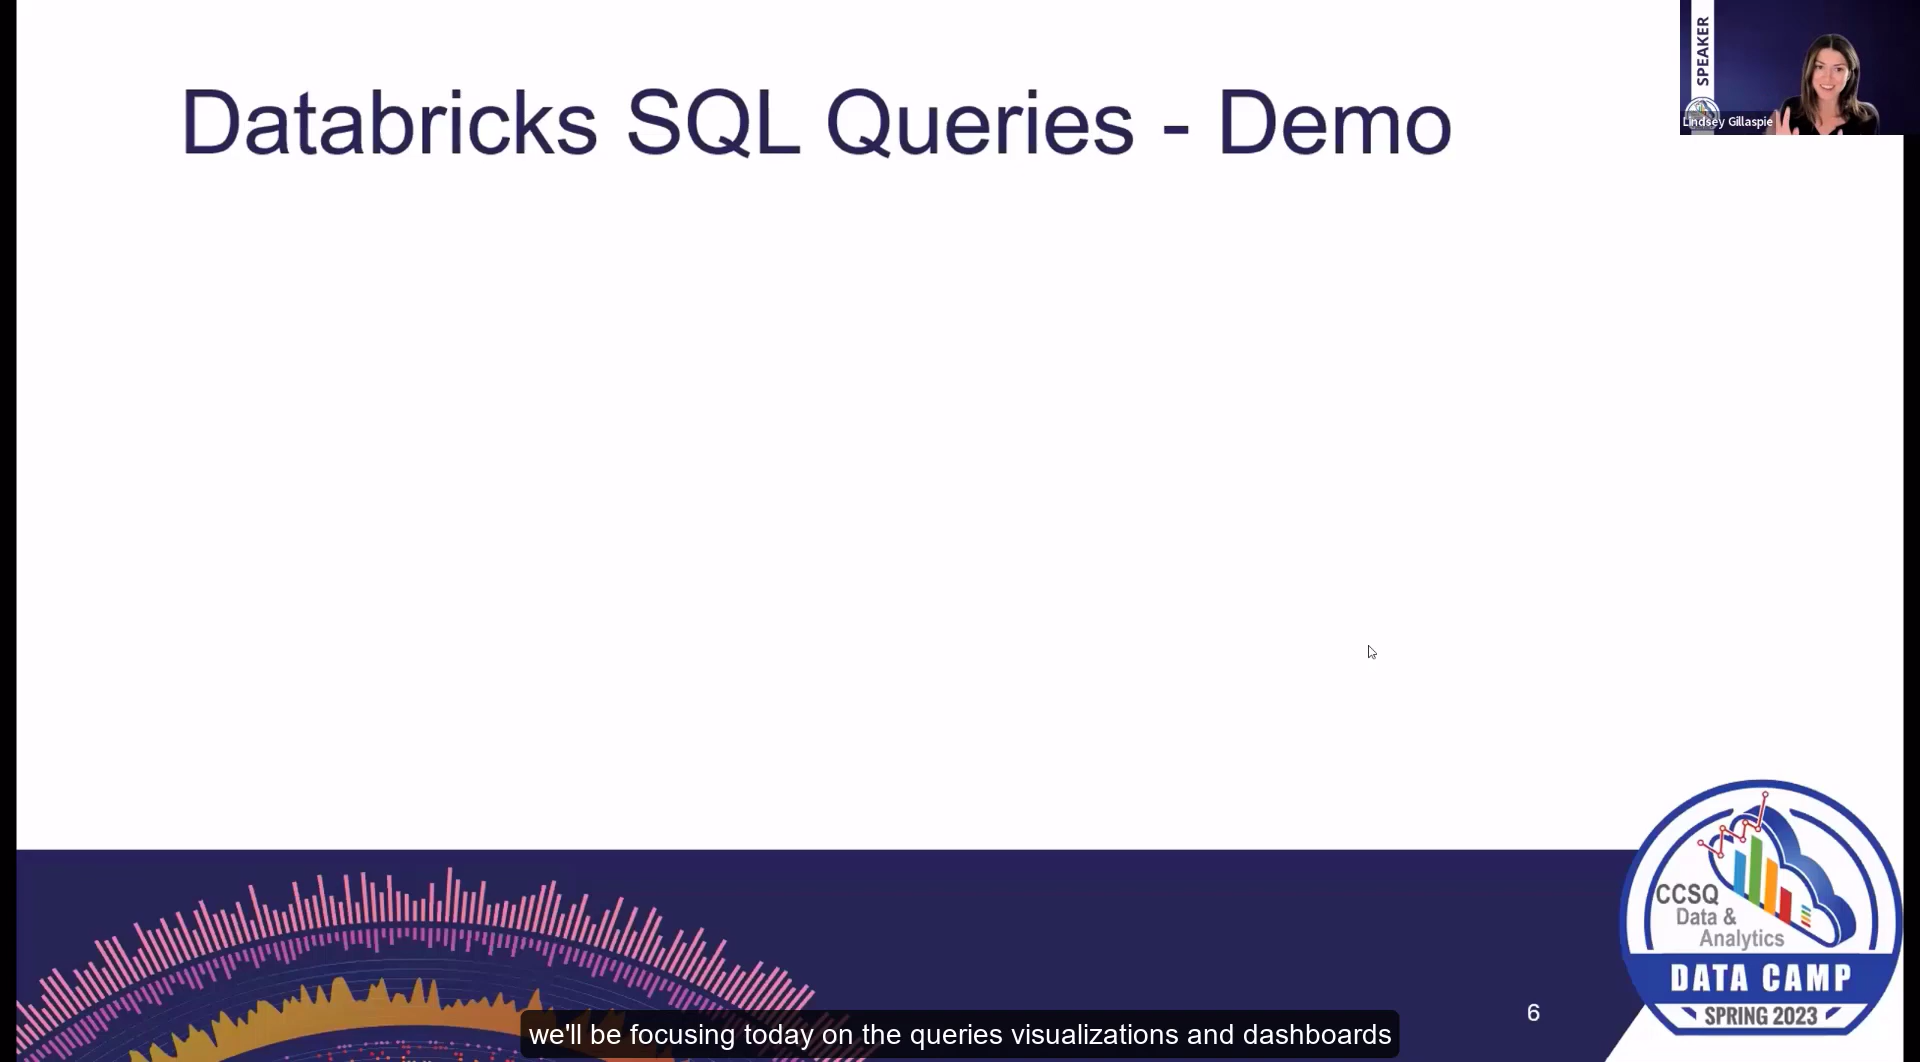 Databricks SQL Queries - Demo
SPEAKER
Lindsey Gillaspie
CCSQ
Data &
Analytics
DATA CAMP
SPRING 2023
6
we'll be focusing today on the queries visualizations and dashboards